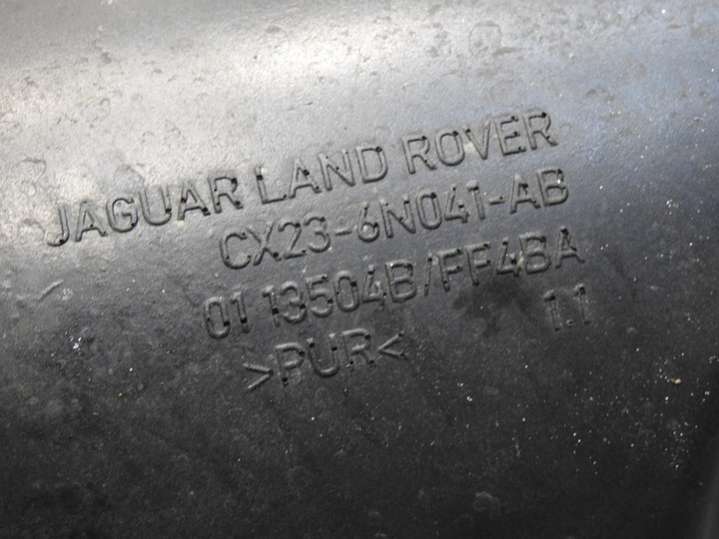 JAGUAR LAND ROVER
CX23-6N041-AB
01 13504B/FF4BA
>PUR< 1.1